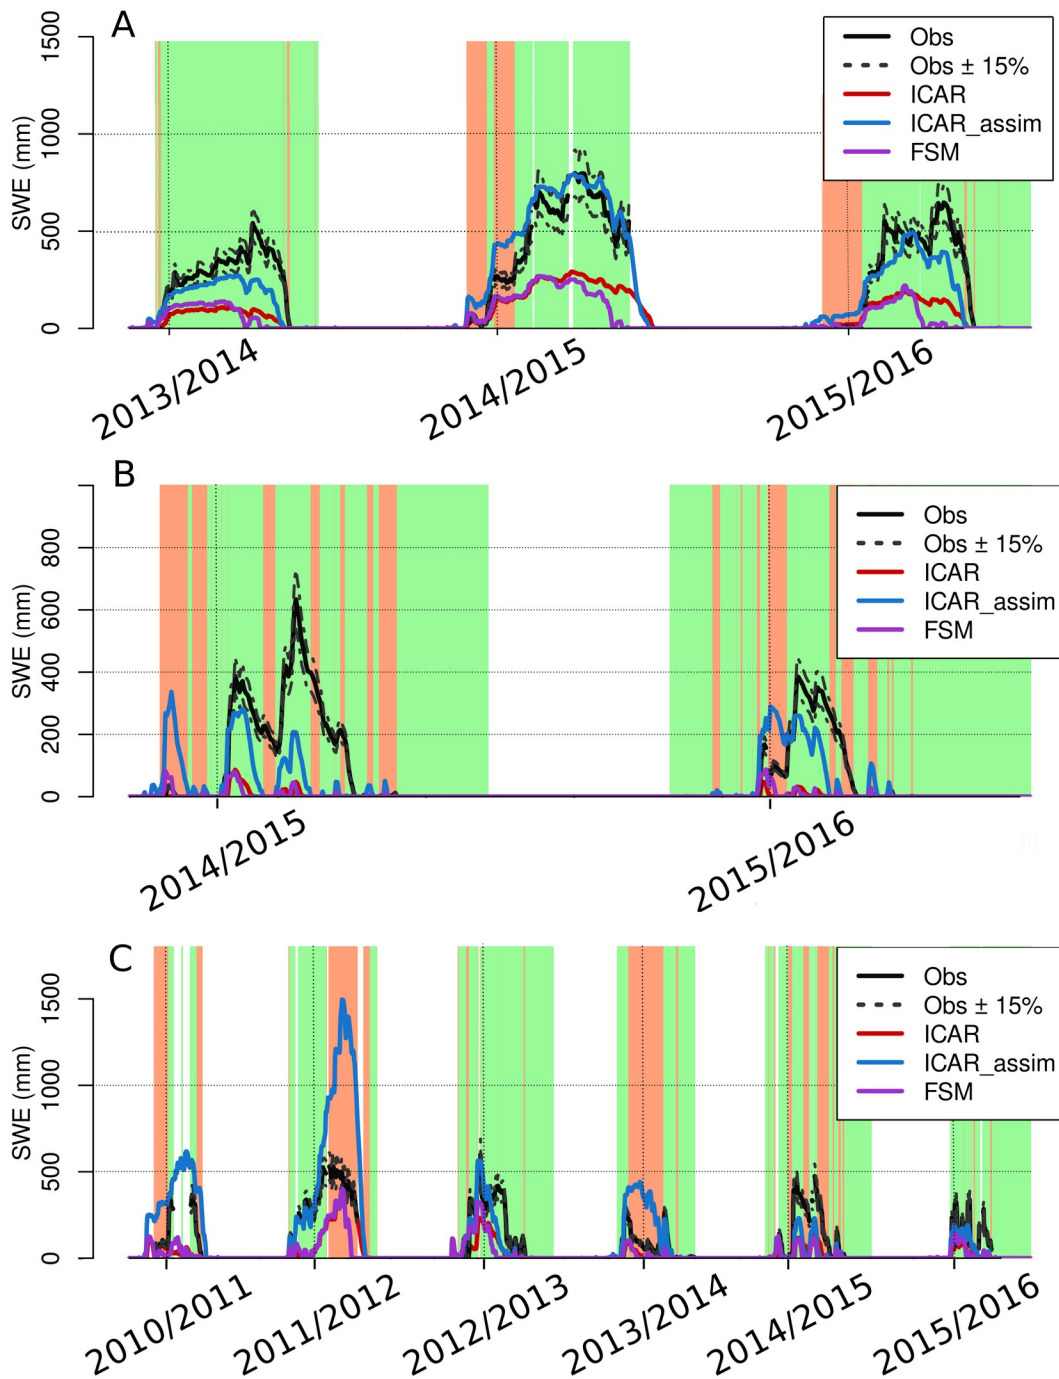 A
1500
1000
500
0
SWE (mm)
Obs
Obs ± 15%
ICAR
ICAR_assim
FSM
2013/2014
2014/2015
2015/2016
B
800
600
400
200
0
SWE (mm)
Obs
Obs ± 15%
ICAR
ICAR_assim
FSM
2014/2015
2015/2016
C
1500
1000
500
0
SWE (mm)
Obs
Obs ± 15%
ICAR
ICAR_assim
FSM
2010/2011
2011/2012
2012/2013
2013/2014
2014/2015
2015/2016